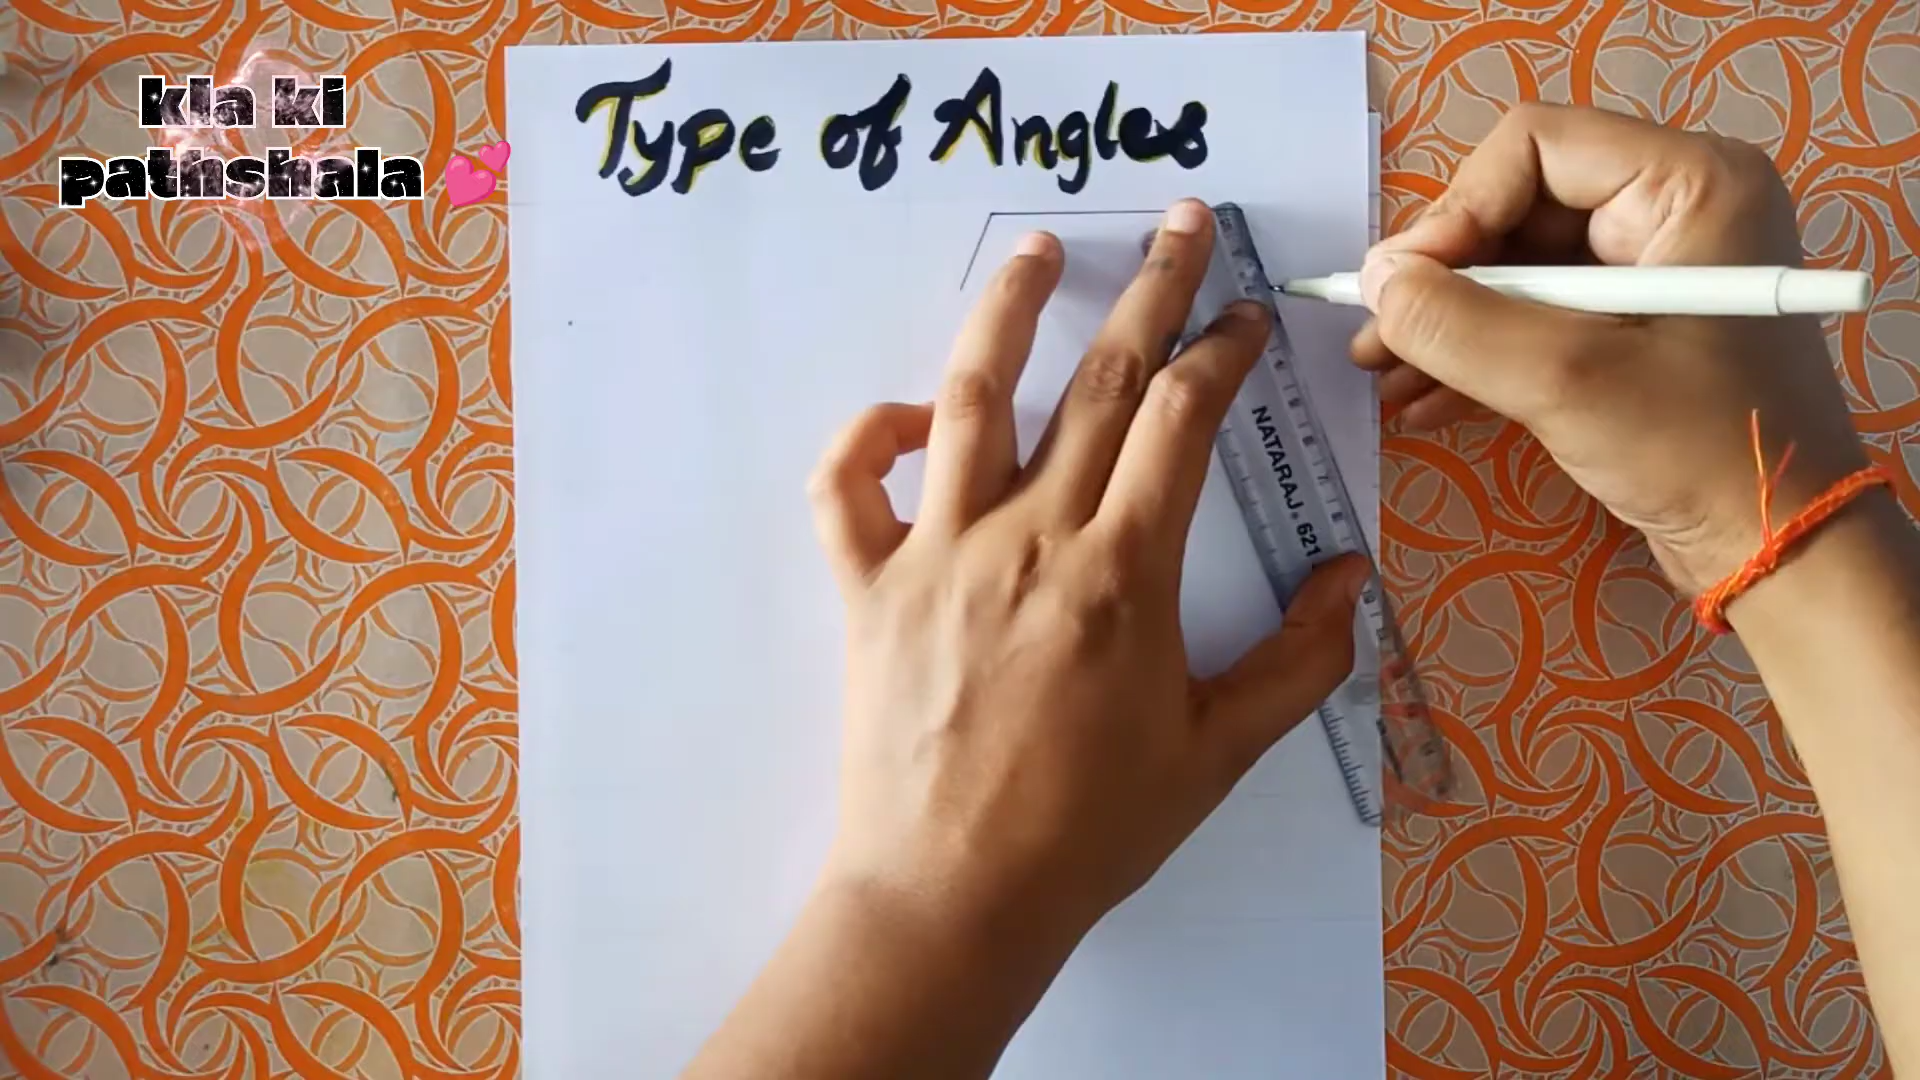 kla ki
pathshala 💕
Type of Angles
NATARAJ 621